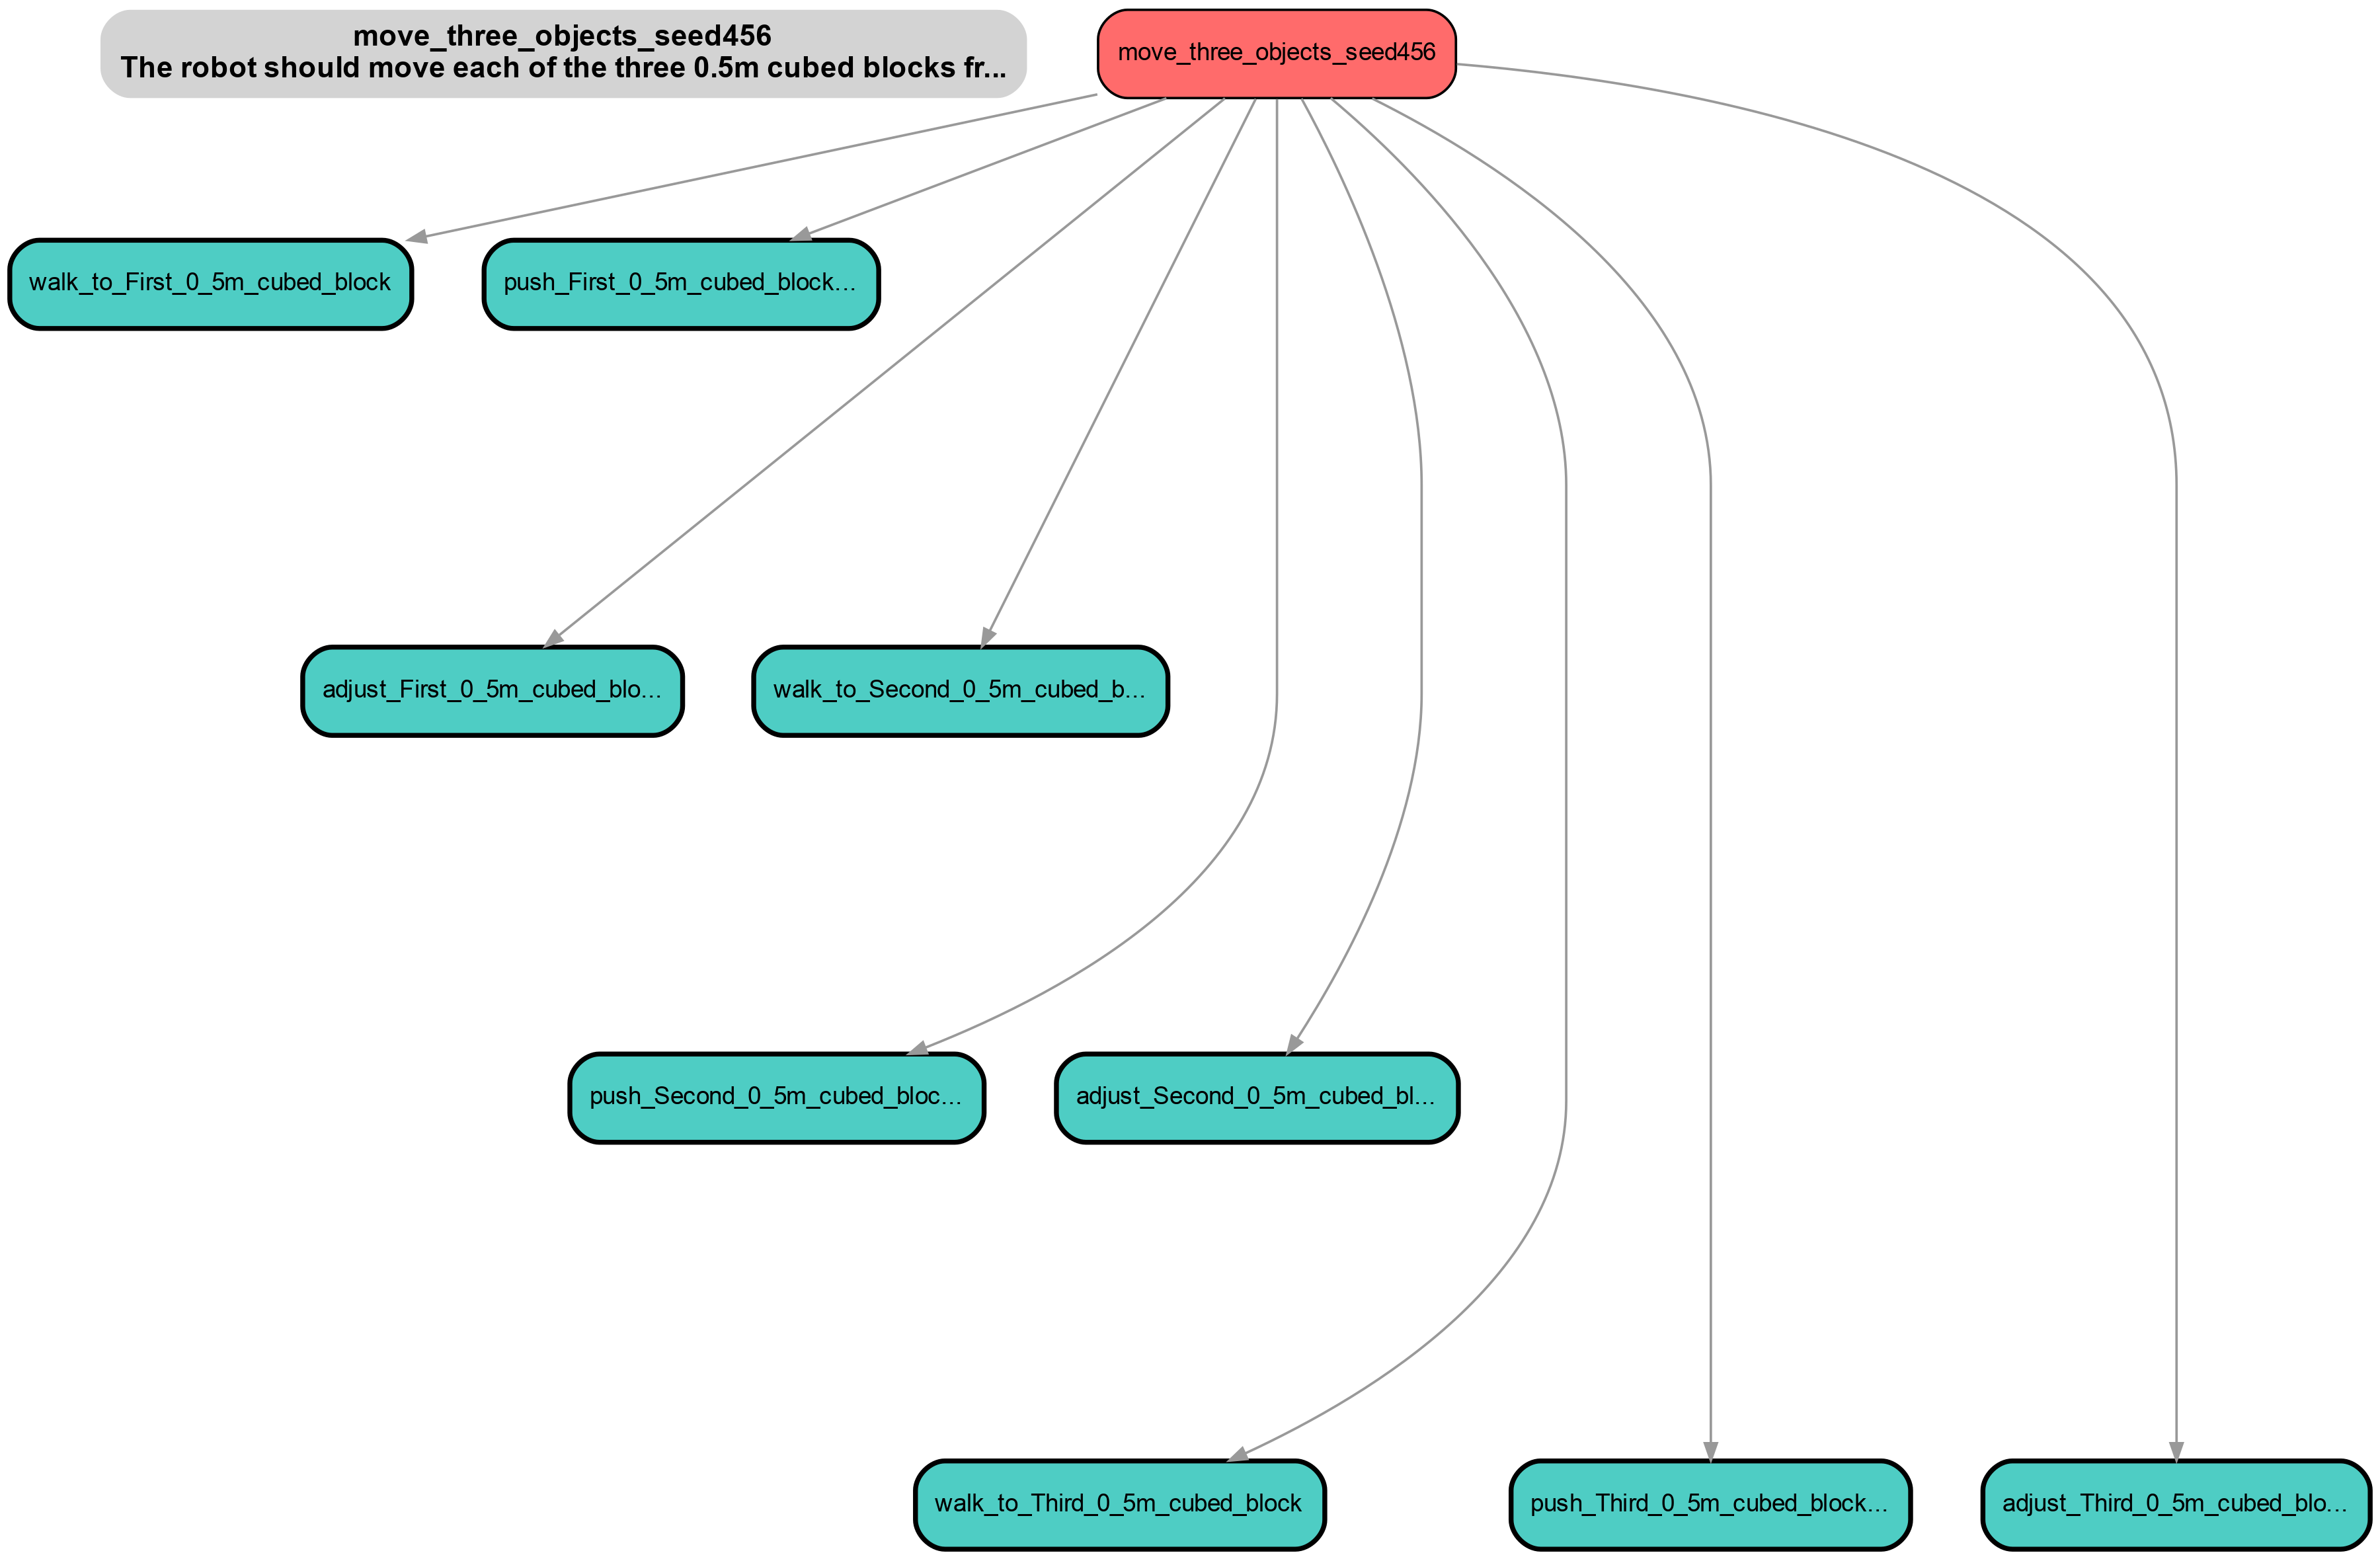 move_three_objects_seed456
The robot should move each of the three 0.5m cubed blocks fr...
move_three_objects_seed456
walk_to_First_0_5m_cubed_block
push_First_0_5m_cubed_block...
adjust_First_0_5m_cubed_blo...
walk_to_Second_0_5m_cubed_b...
push_Second_0_5m_cubed_bloc...
adjust_Second_0_5m_cubed_bl...
walk_to_Third_0_5m_cubed_block
push_Third_0_5m_cubed_block...
adjust_Third_0_5m_cubed_blo...